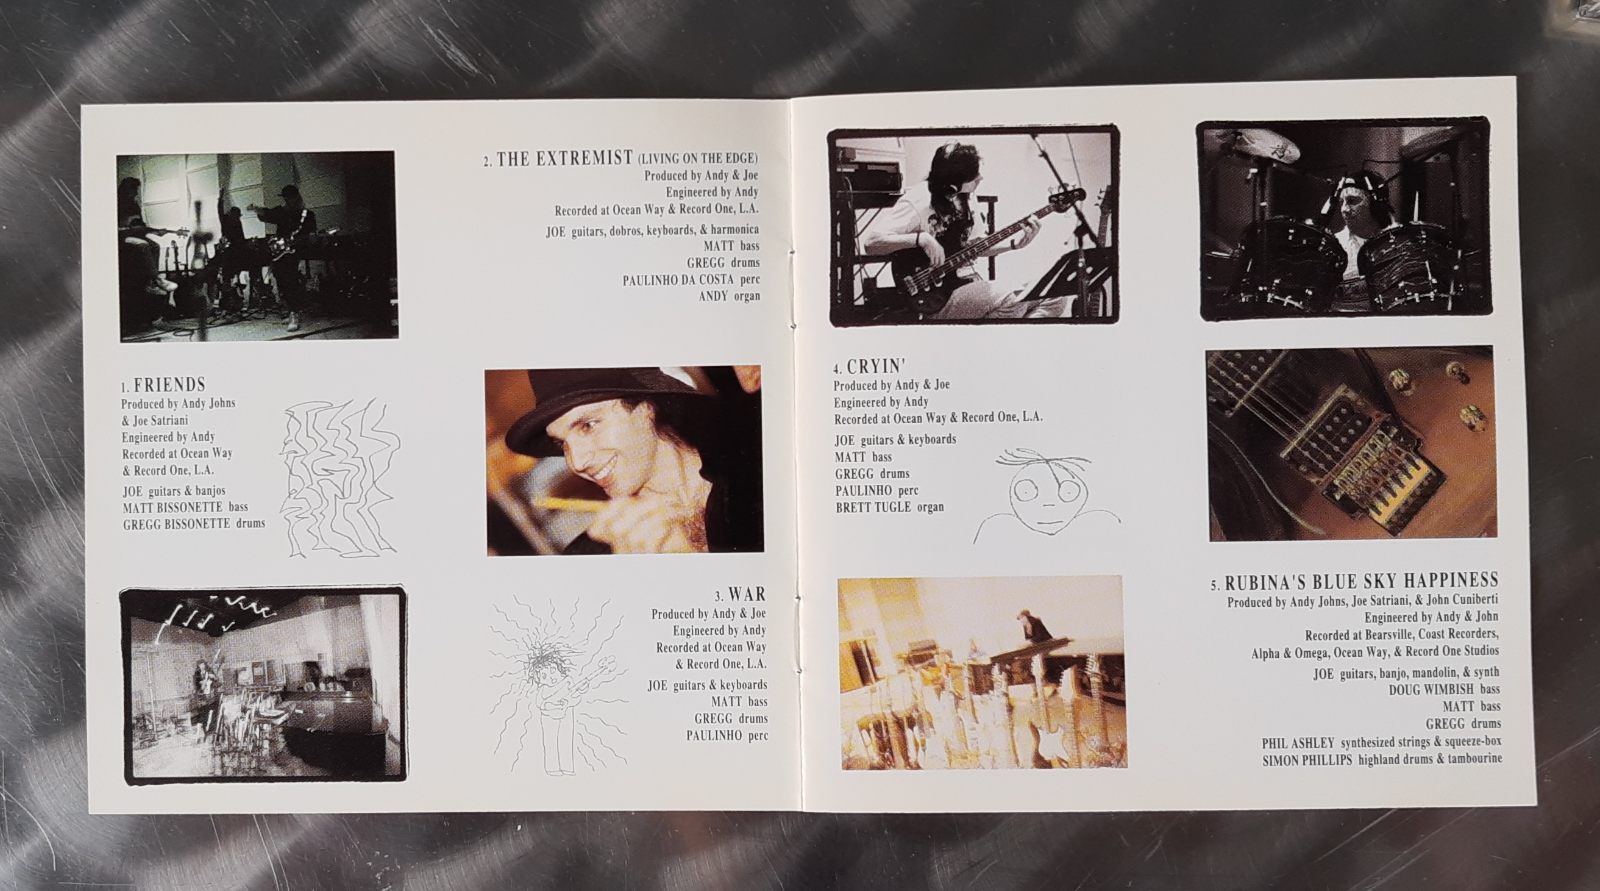 1. FRIENDS
Produced by Andy Johns
& Joe Satriani
Engineered by Andy
Recorded at Ocean Way
& Record One, L.A.
JOE guitars & banjos
MATT BISSONETTE bass
GREGG BISSONETTE drums
2. THE EXTREMIST (LIVING ON THE EDGE)
Produced by Andy & Joe
Engineered by Andy
Recorded at Ocean Way & Record One, L.A.
JOE guitars, dobros, keyboards, & harmonica
MATT bass
GREGG drums
PAULINHO DA COSTA perc
ANDY organ
3. WAR
Produced by Andy & Joe
Engineered by Andy
Recorded at Ocean Way
& Record One, L.A.
JOE guitars & keyboards
MATT bass
GREGG drums
PAULINHO perc
4. CRYIN'
Produced by Andy & Joe
Engineered by Andy
Recorded at Ocean Way & Record One, L.A.
JOE guitars & keyboards
MATT bass
GREGG drums
PAULINHO perc
BRETT TUGLE organ
5. RUBINA'S BLUE SKY HAPPINESS
Produced by Andy Johns, Joe Satriani, & John Cuniberti
Engineered by Andy & John
Recorded at Bearsville, Coast Recorders,
Alpha & Omega, Ocean Way, & Record One Studios
JOE guitars, banjo, mandolin, & synth
DOUG WIMBISH bass
MATT bass
GREGG drums
PHIL ASHLEY synthesized strings & squeeze-box
SIMON PHILLIPS highland drums & tambourine